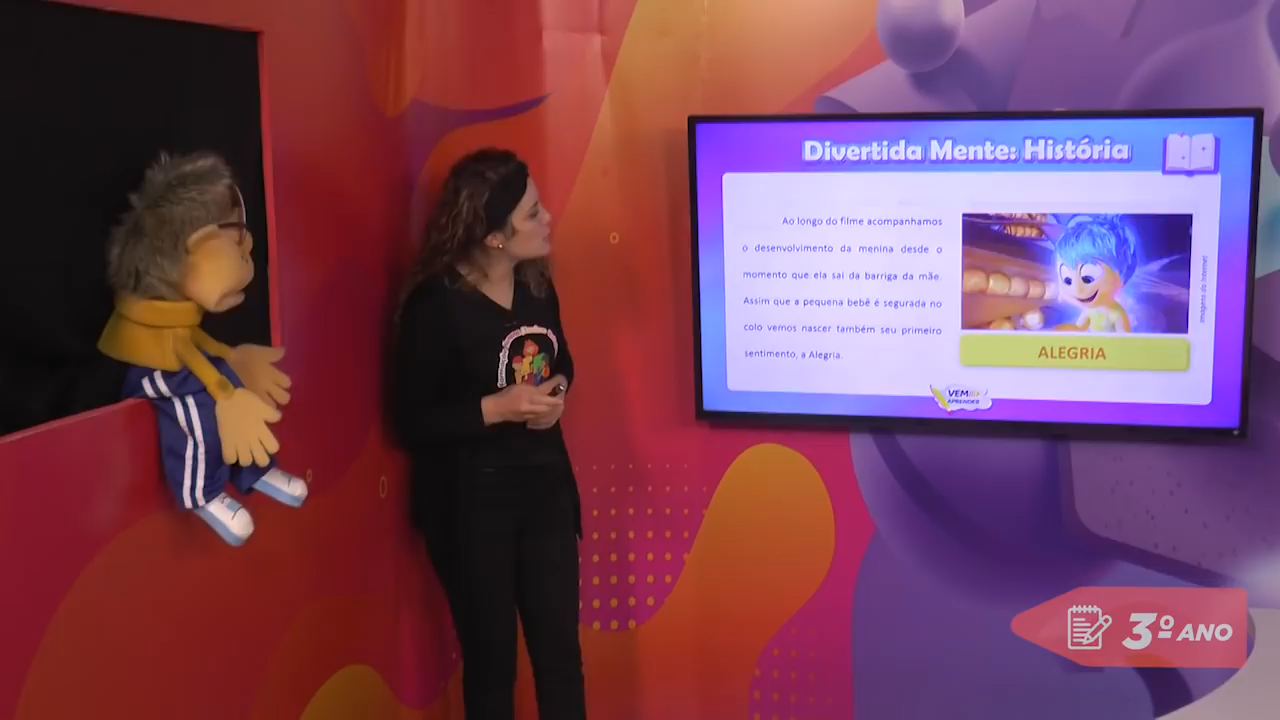 Divertida Mente: História
Ao longo do filme acompanhamos
o desenvolvimento da menina desde o
momento que ela sai da barriga da mãe.
Assim que a pequena bebê é segurada no
colo vemos nascer também seu primeiro
sentimento, a Alegria.
Imagens da Internet
ALEGRIA
VEM
APRENDER
3º ANO